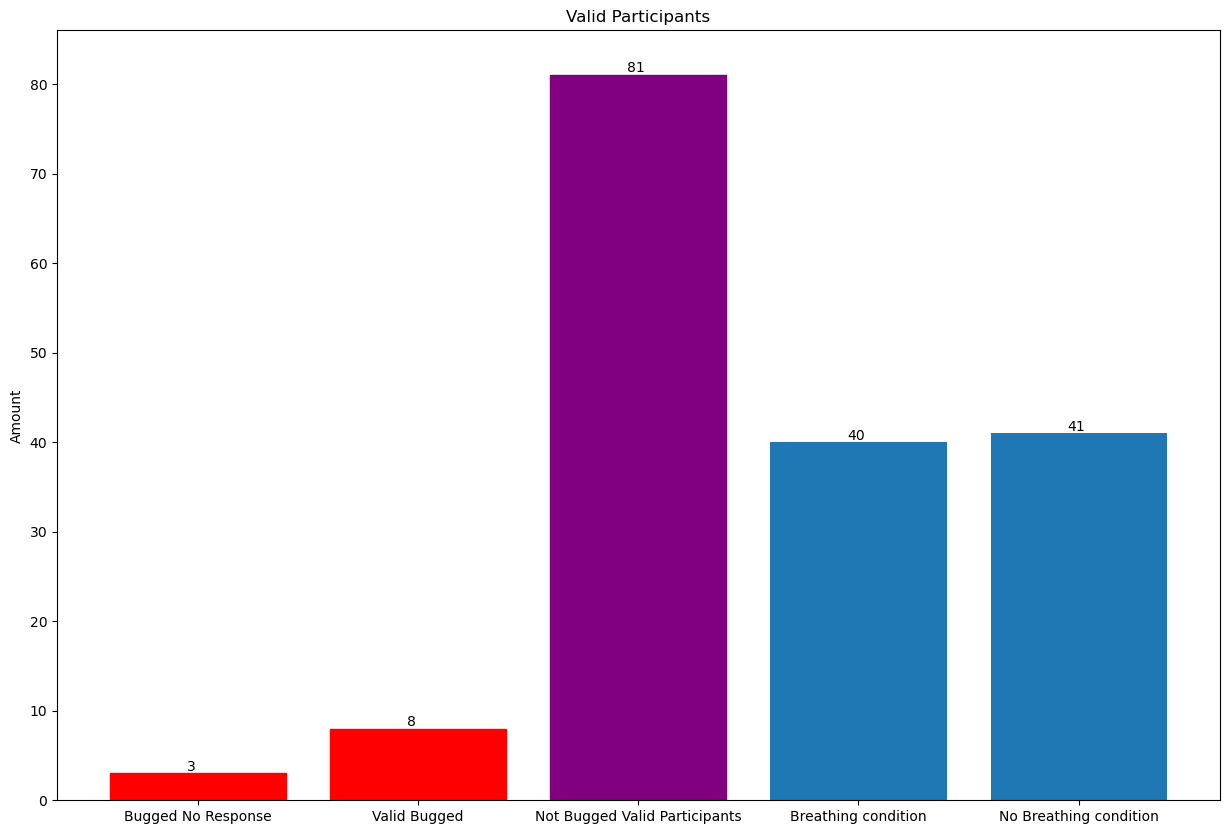 Valid Participants
Amount
80
70
60
50
40
30
20
10
0
3
8
81
40
41
Bugged No Response
Valid Bugged
Not Bugged Valid Participants
Breathing condition
No Breathing condition